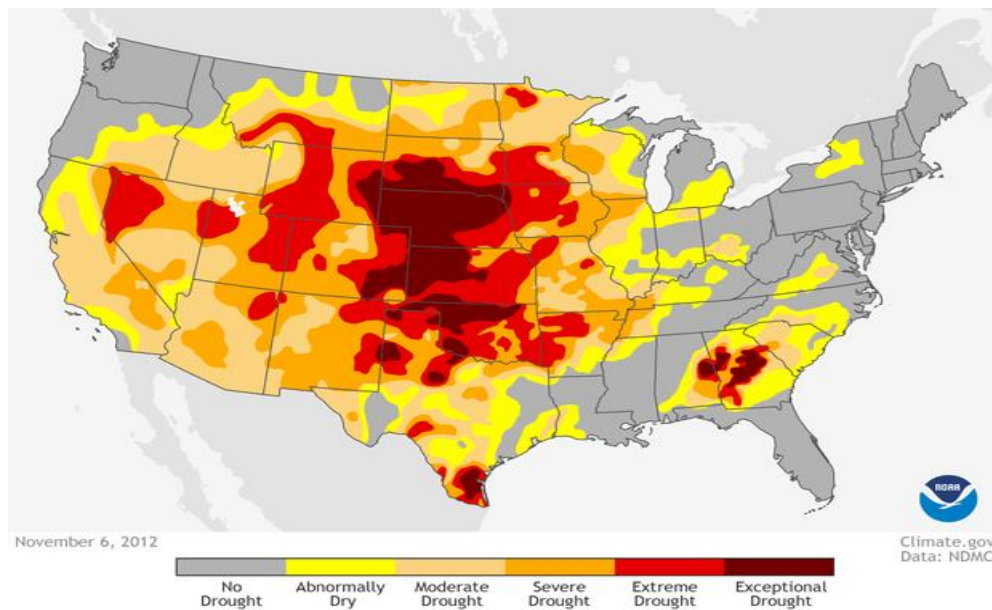 NOAA
November 6, 2012
Climate.gov
Data: NDMC
No
Drought
Abnormally
Dry
Moderate
Drought
Severe
Drought
Extreme
Drought
Exceptional
Drought